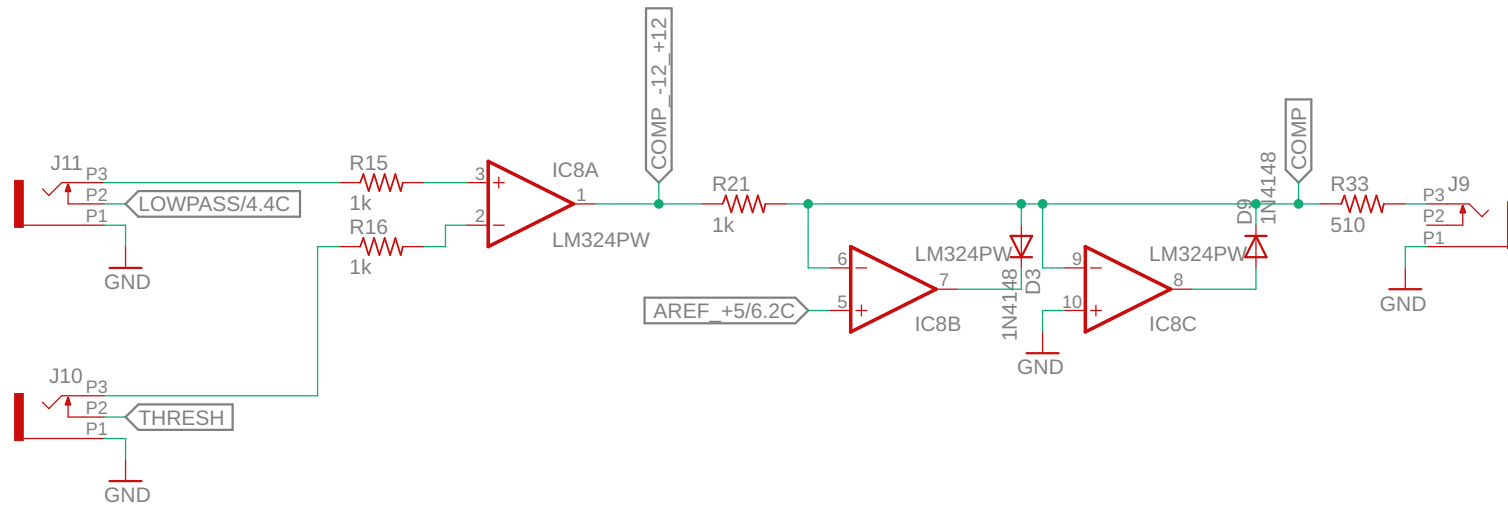 J11
P3
P2
P1
LOWPASS/4.4C
GND
R15
1k
R16
1k
3
2
1
IC8A
LM324PW
COMP_-12_+12
R21
1k
6
5
7
AREF_+5/6.2C
LM324PW
IC8B
1N4148
D3
9
10
8
LM324PW
IC8C
GND
D9
1N4148
COMP
R33
510
J9
P3
P2
P1
GND
J10
P3
P2
P1
THRESH
GND